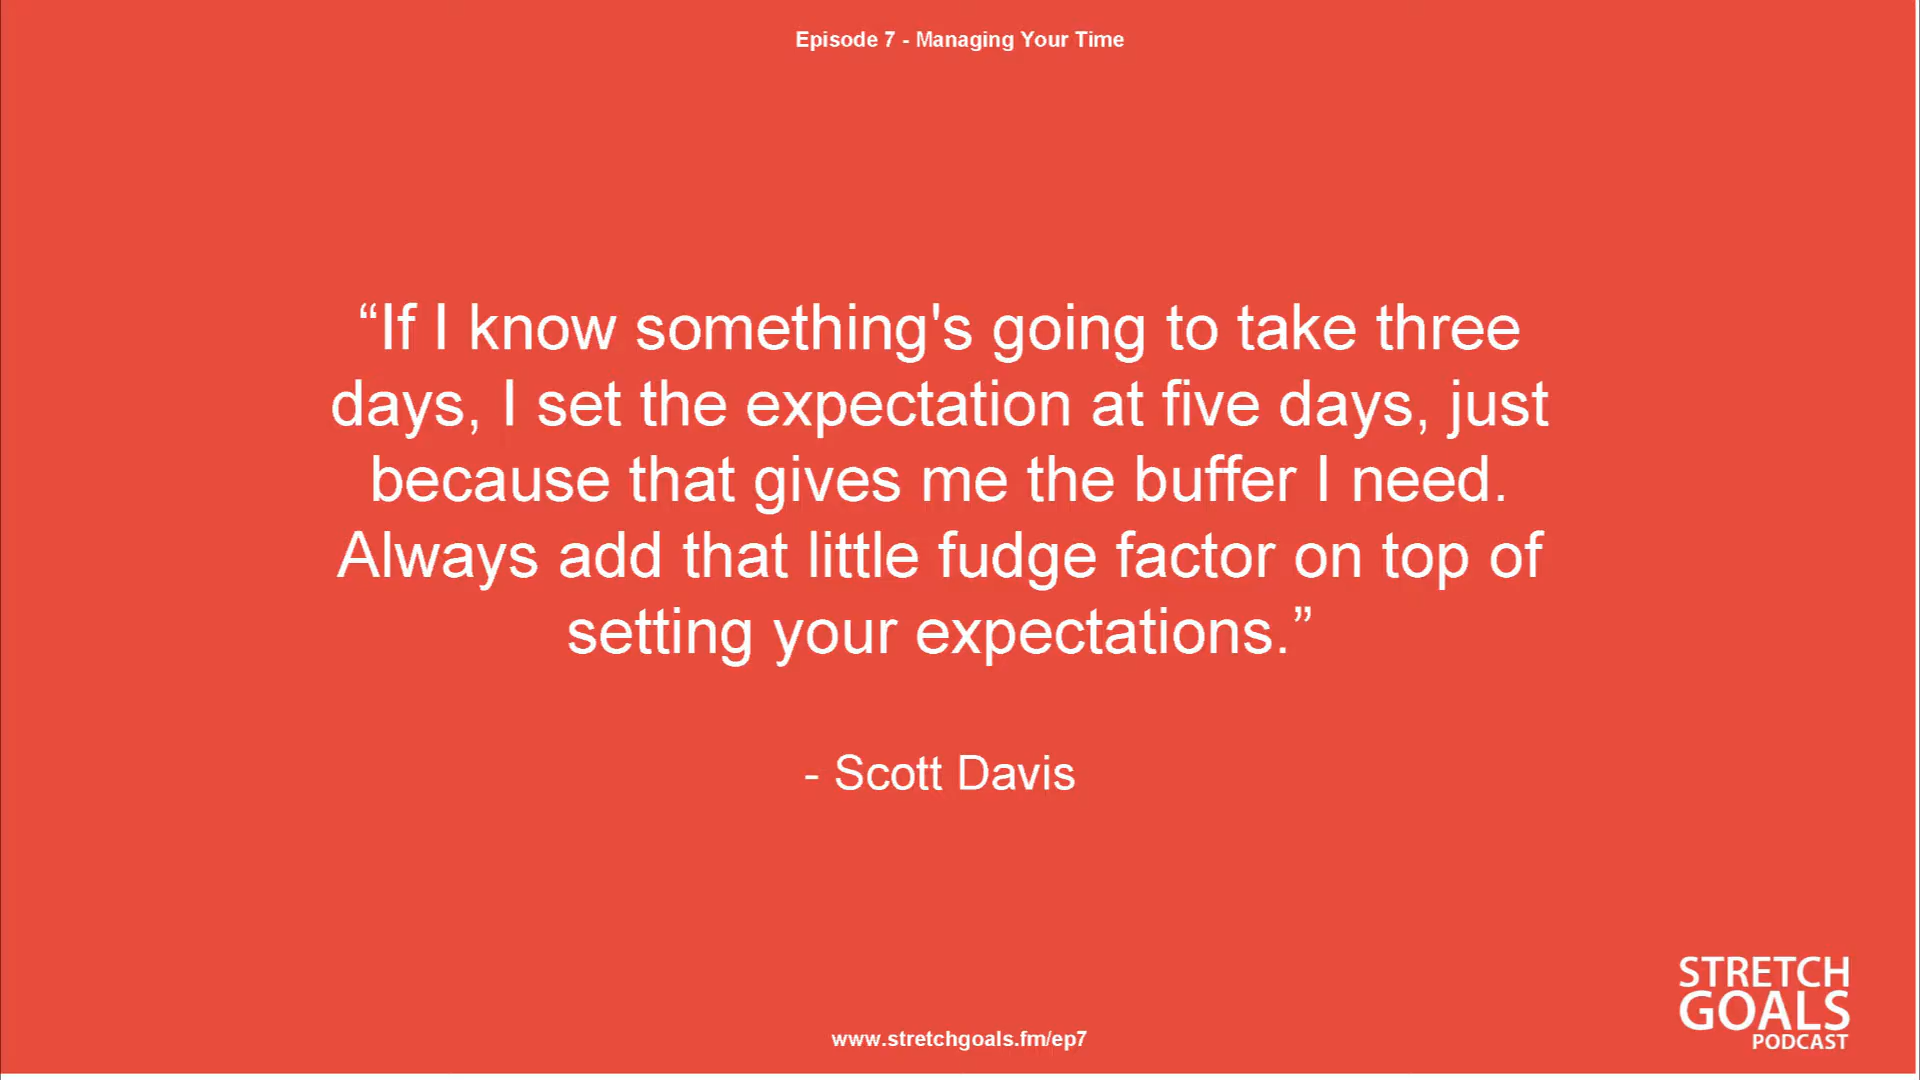 Episode 7 - Managing Your Time
“If I know something's going to take three
days, I set the expectation at five days, just
because that gives me the buffer I need.
Always add that little fudge factor on top of
setting your expectations.”
- Scott Davis
STRETCH
GOALS
PODCAST
www.stretchgoals.fm/ep7